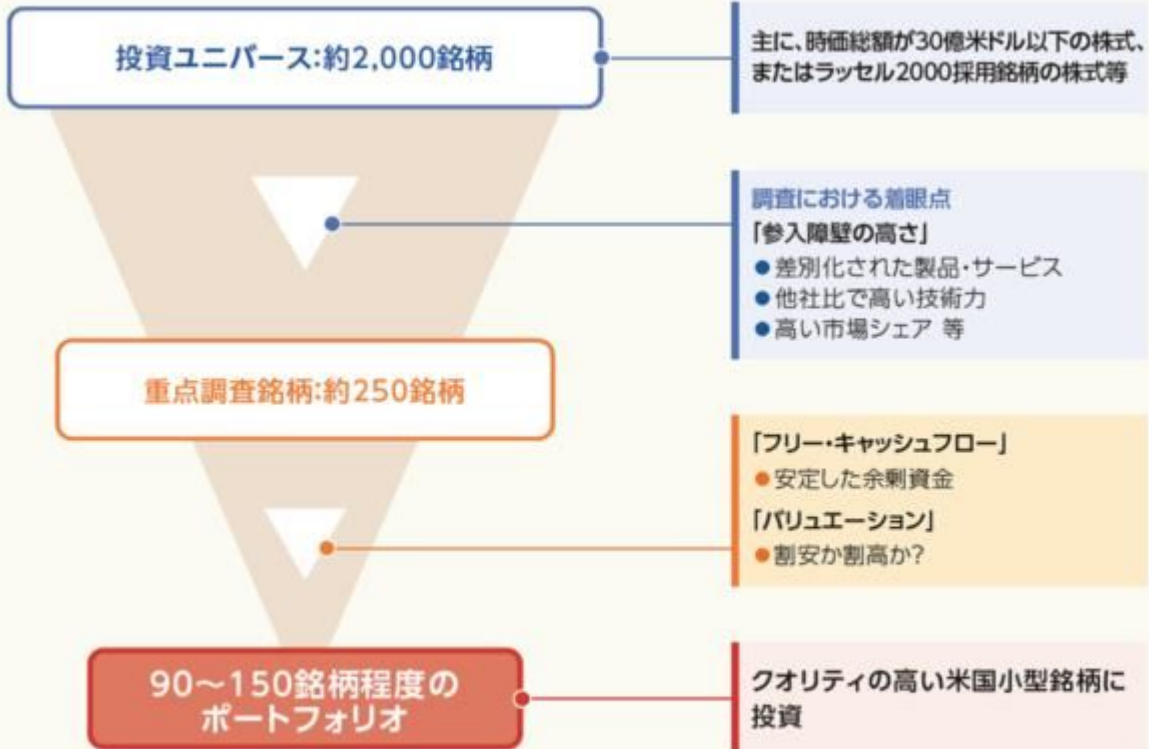 投資ユニバース:約2,000銘柄
主に、時価総額が30億米ドル以下の株式、
またはラッセル2000採用銘柄の株式等
調査における着眼点
「参入障壁の高さ」
●差別化された製品・サービス
●他社比で高い技術力
●高い市場シェア 等
重点調査銘柄:約250銘柄
「フリー・キャッシュフロー」
●安定した余剰資金
「バリュエーション」
●割安か割高か?
90〜150銘柄程度の
ポートフォリオ
クオリティの高い米国小型銘柄に
投資